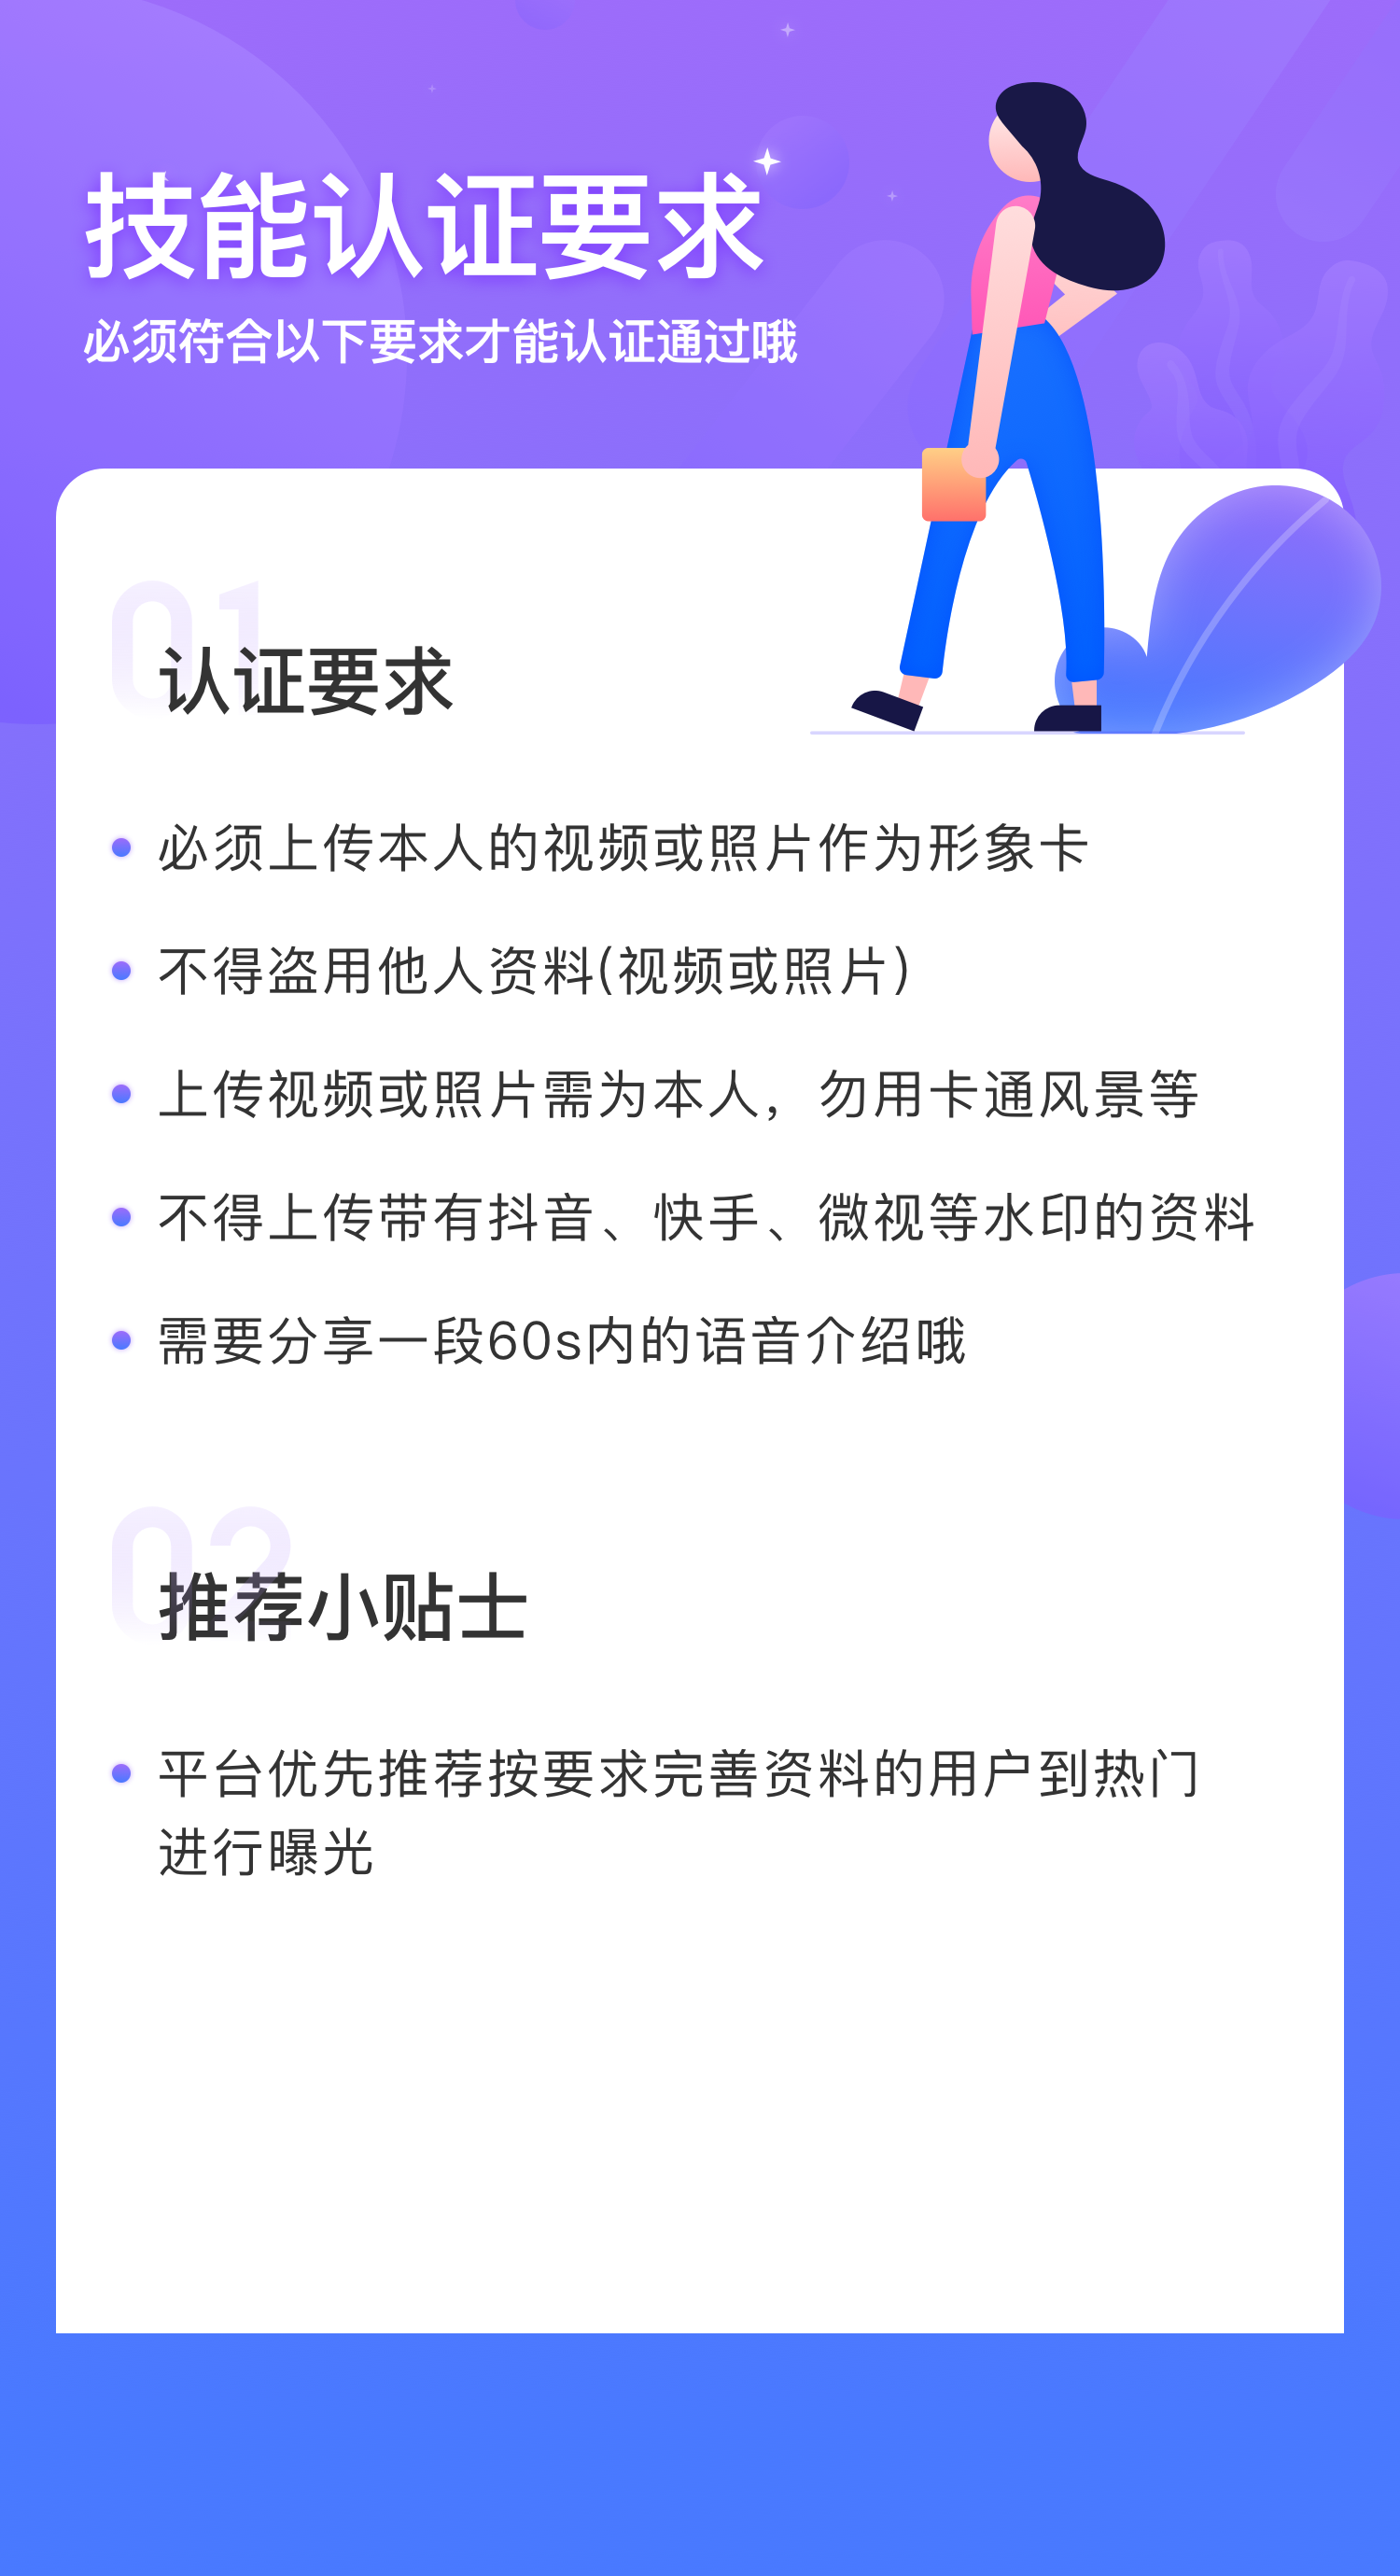 技能认证要求
必须符合以下要求才能认证通过哦
01
认证要求
必须上传本人的视频或照片作为形象卡
不得盗用他人资料(视频或照片)
上传视频或照片需为本人，勿用卡通风景等
不得上传带有抖音、快手、微视等水印的资料
需要分享一段60s内的语音介绍哦
02
推荐小贴士
平台优先推荐按要求完善资料的用户到热门
进行曝光